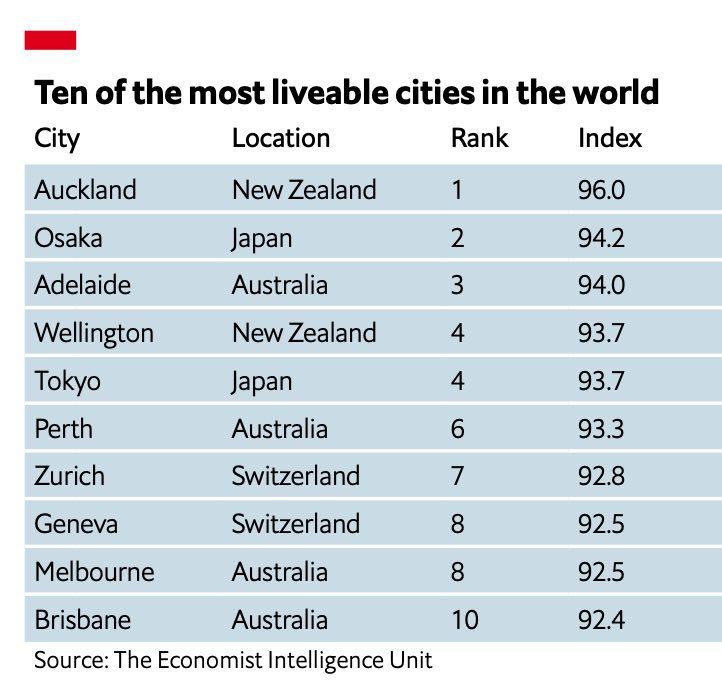 Ten of the most liveable cities in the world
City Location Rank Index
Auckland New Zealand 1 96.0
Osaka Japan 2 94.2
Adelaide Australia 3 94.0
Wellington New Zealand 4 93.7
Tokyo Japan 4 93.7
Perth Australia 6 93.3
Zurich Switzerland 7 92.8
Geneva Switzerland 8 92.5
Melbourne Australia 8 92.5
Brisbane Australia 10 92.4
Source: The Economist Intelligence Unit